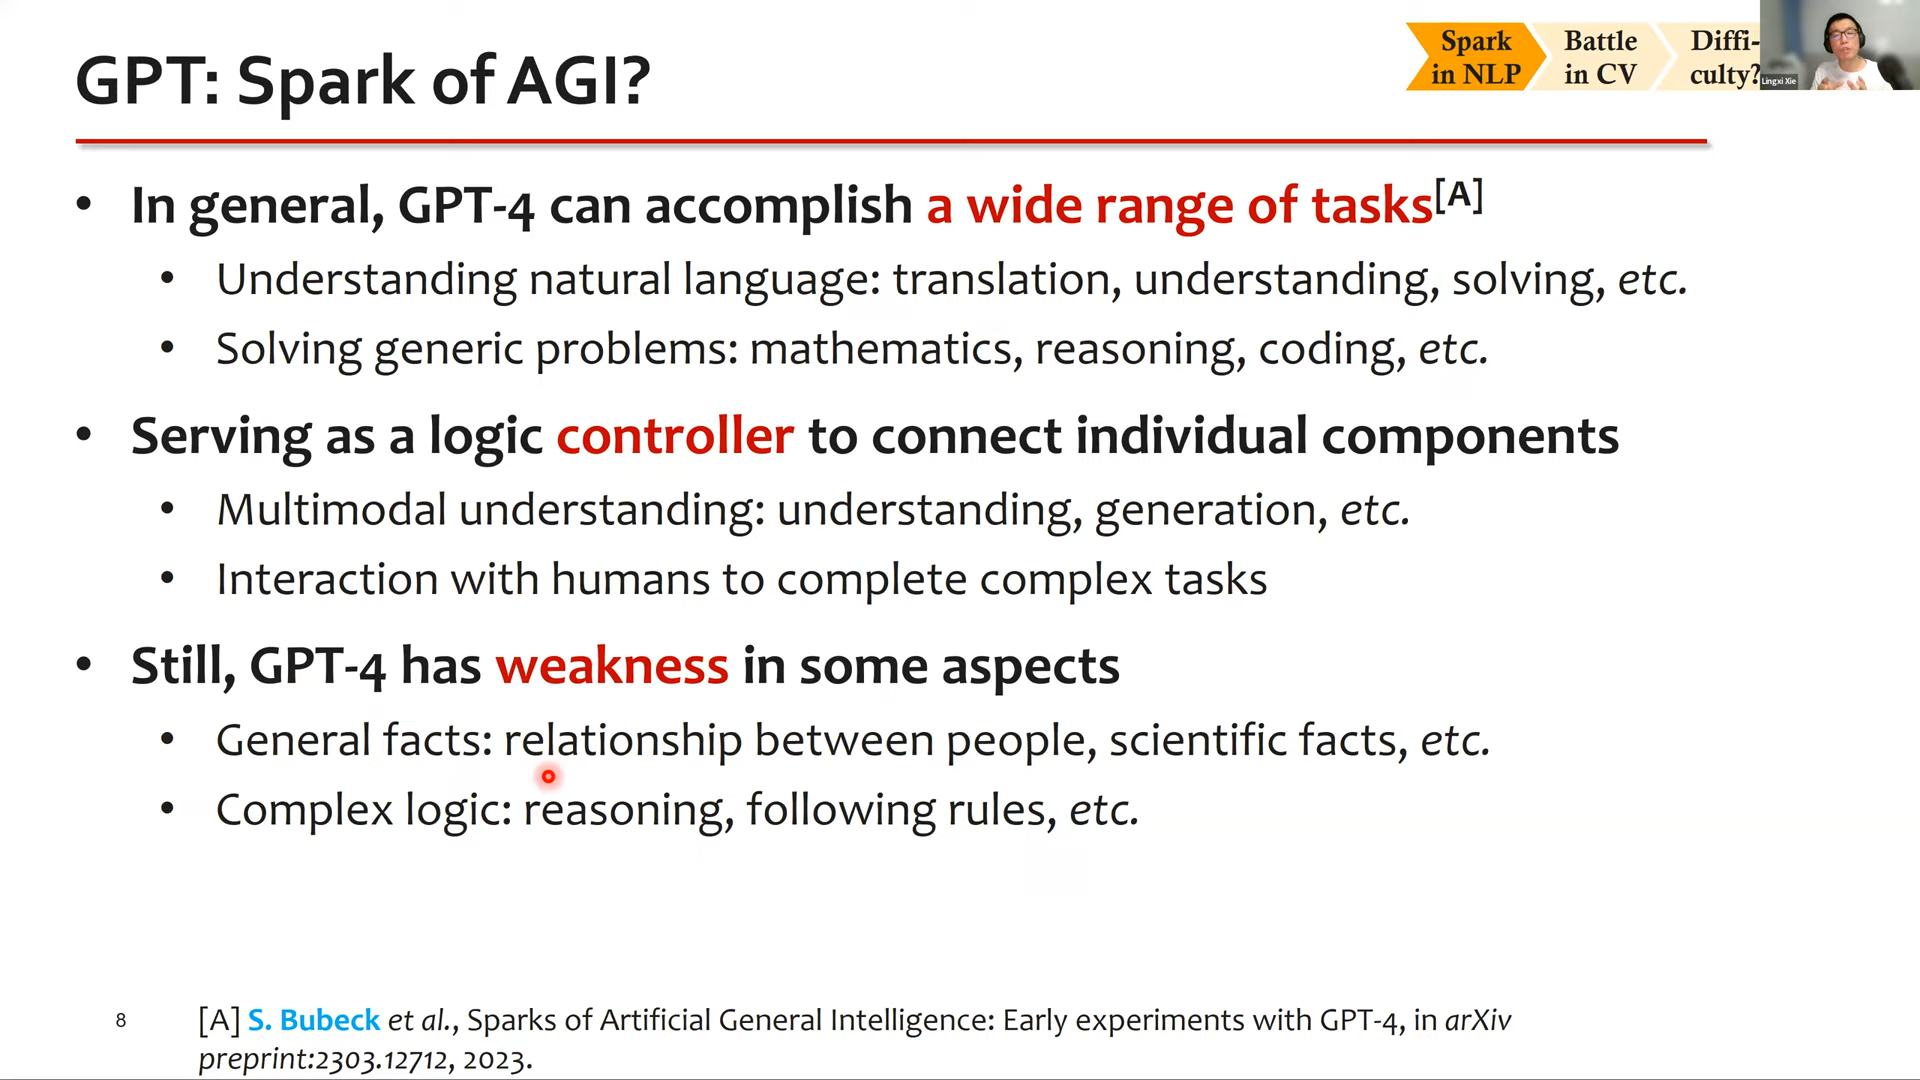 GPT: Spark of AGI?
Spark
in NLP
Battle
in CV
Diffi-
culty?
Lingxi Xie
• In general, GPT-4 can accomplish a wide range of tasks[A]
• Understanding natural language: translation, understanding, solving, etc.
• Solving generic problems: mathematics, reasoning, coding, etc.
• Serving as a logic controller to connect individual components
• Multimodal understanding: understanding, generation, etc.
• Interaction with humans to complete complex tasks
• Still, GPT-4 has weakness in some aspects
• General facts: relationship between people, scientific facts, etc.
• Complex logic: reasoning, following rules, etc.
8
[A] S. Bubeck et al., Sparks of Artificial General Intelligence: Early experiments with GPT-4, in arXiv
preprint:2303.12712, 2023.